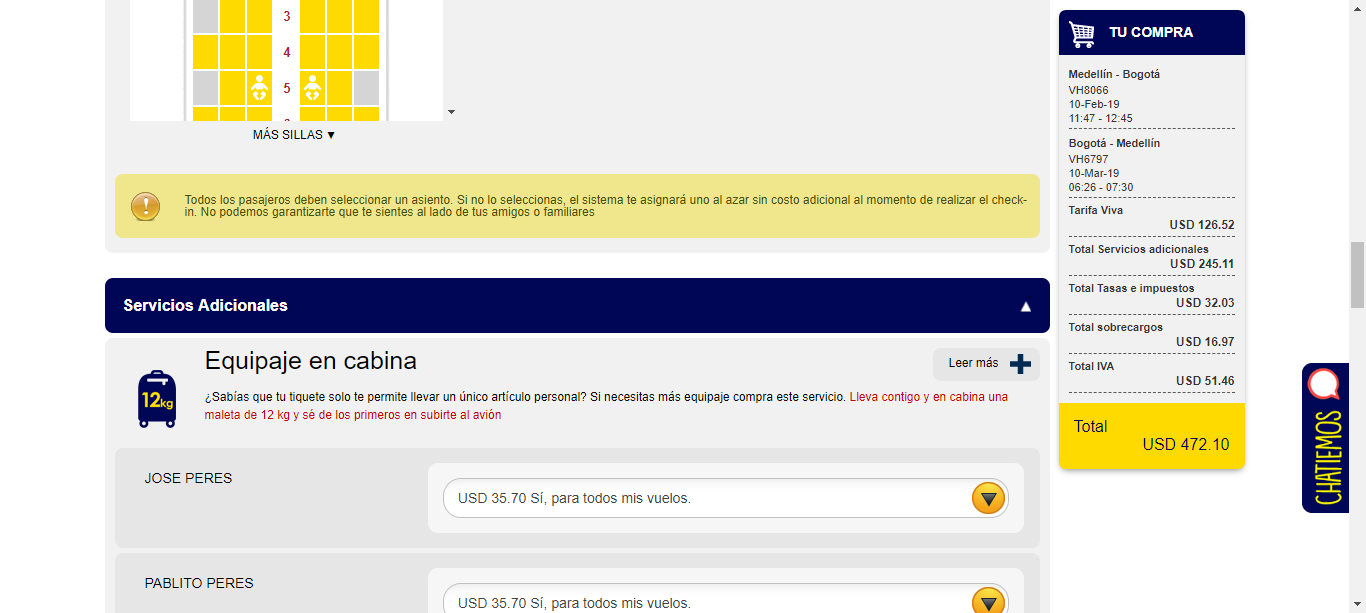 3
4
5
MÁS SILLAS ▼
Todos los pasajeros deben seleccionar un asiento. Si no lo seleccionas, el sistema te asignará uno al azar sin costo adicional al momento de realizar el check-
in. No podemos garantizarte que te sientes al lado de tus amigos o familiares
Servicios Adicionales
12kg
Equipaje en cabina
Leer más
¿Sabías que tu tiquete solo te permite llevar un único artículo personal? Si necesitas más equipaje compra este servicio. Lleva contigo y en cabina una
maleta de 12 kg y sé de los primeros en subirte al avión
JOSE PERES
USD 35.70 Sí, para todos mis vuelos.
PABLITO PERES
USD 35.70 Sí, para todos mis vuelos.
TU COMPRA
Medellín - Bogotá
VH8066
10-Feb-19
11:47 - 12:45
Bogotá - Medellín
VH6797
10-Mar-19
06:26 - 07:30
Tarifa Viva
USD 126.52
Total Servicios adicionales
USD 245.11
Total Tasas e impuestos
USD 32.03
Total sobrecargos
USD 16.97
Total IVA
USD 51.46
Total
USD 472.10
CHATIEMOS